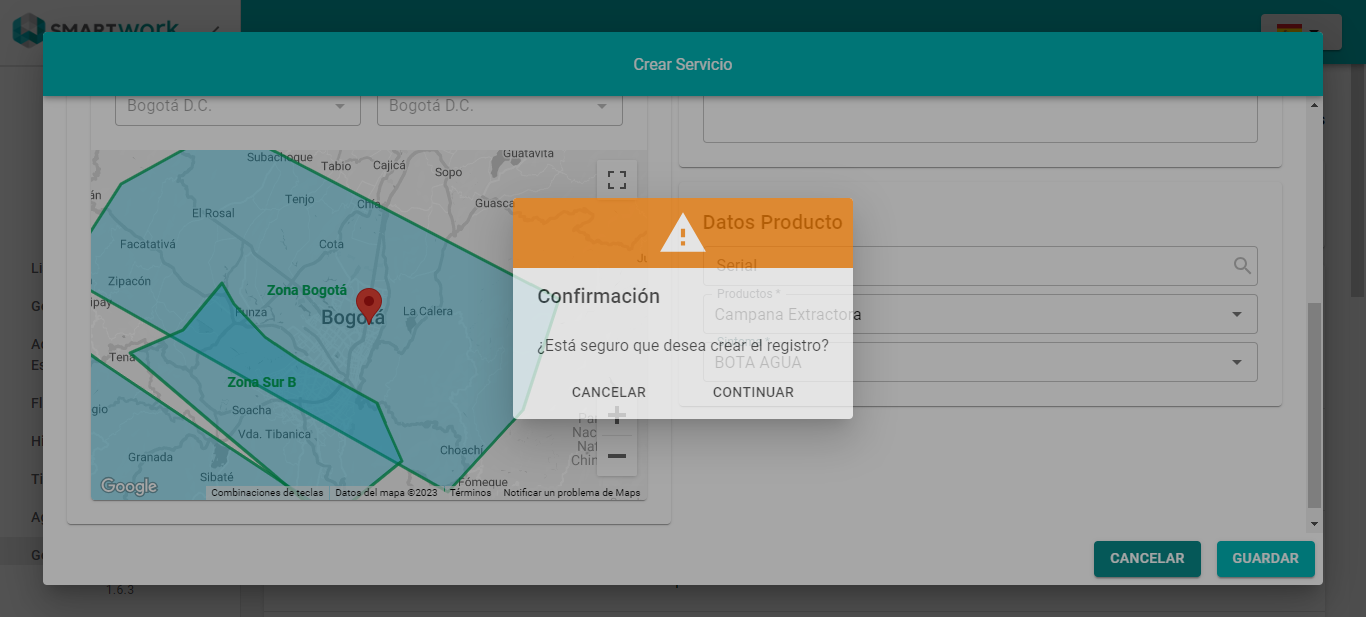 SMARTwork
Crear Servicio
Bogotá D.C.
Bogotá D.C.
Subachoque
Tabio
Cajicá
Sopo
Guatavita
Tenjo
Chía
Guasca
El Rosal
Facatativá
Cota
Zipacón
Zona Bogotá
Funza
Bogotá
La Calera
Tena
Zona Sur B
Soacha
Vda. Tibanica
Granada
Sibaté
Choachí
Fómeque
Google
Combinaciones de teclas
Datos del mapa ©2023
Términos
Notificar un problema de Maps
Datos Producto
Serial
Productos *
Campana Extractora
BOTA AGUA
Confirmación
¿Está seguro que desea crear el registro?
CANCELAR
CONTINUAR
CANCELAR
GUARDAR
1.6.3